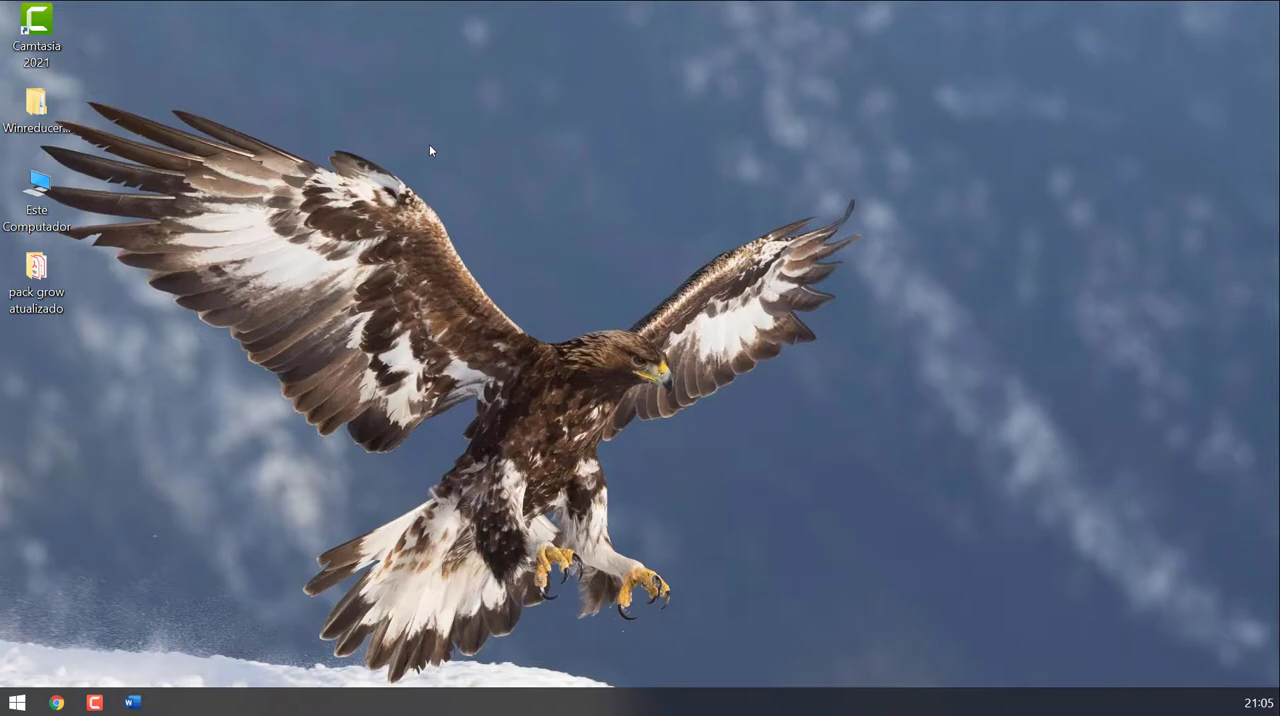 Camtasia
2021
Winreducer...
Este
Computador
pack grow
atualizado
21:05